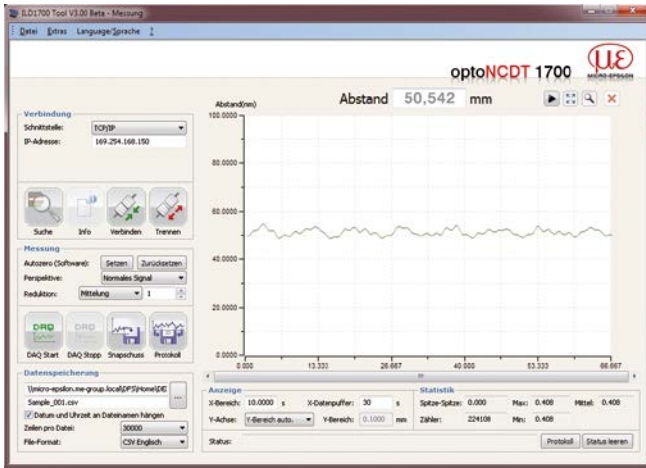 ILD1700 Tool V3.00 Beta - Messung
Datei Extras Language/Sprache ?
optoNCDT 1700
με
MICRO-EPSILON
Abstand(mm)
Abstand 50,542 mm
Verbindung
Schnittstelle: TCP/IP
IP-Adresse: 169.254.168.150
Suche Info Verbinden Trennen
Messung
Autozero (Software): Setzen Zurücksetzen
Perspektive: Normales Signal
Reduktion: Mittelung 1
DAQ DAQ
DAQ Start DAQ Stopp Snapschuss Protokoll
Datenspeicherung
Sample_001.csv ...
Datum und Uhrzeit an Dateinamen hängen
Zeilen pro Datei: 30000
File-Format: CSV Englisch
100.0000
80.0000
60.0000
40.0000
20.0000
0.0000
0.000 13.333 26.667 40.000 53.333 66.667
Anzeige
X-Bereich: 10.0000 s X-Datenpuffer: 30 s
Y-Achse: Y-Bereich auto. Y-Bereich: 0.1000 mm
Statistik
Spitze-Spitze: 0.000 Max: 0.408 Mittel: 0.408
Zähler: 224108 Min: 0.408
Status: Protokoll Status leeren